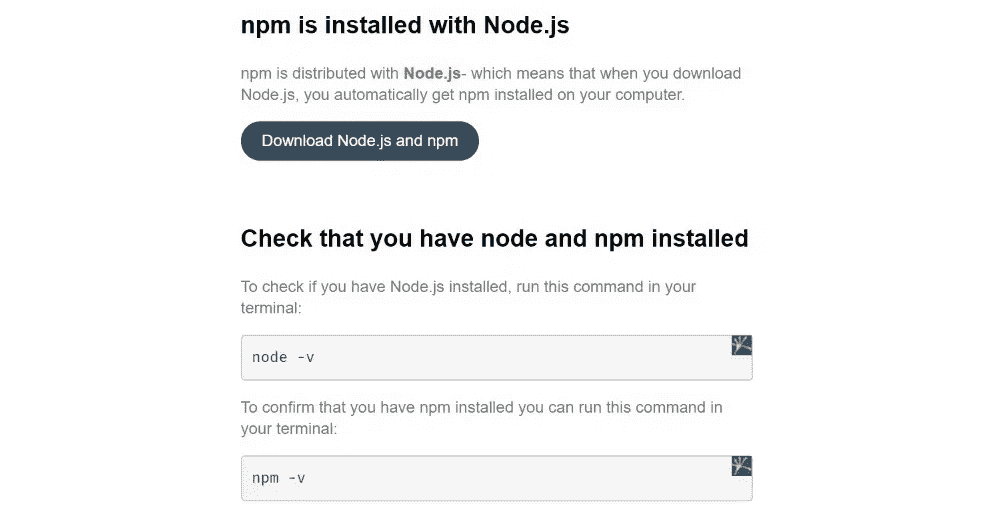 npm is installed with Node.js
npm is distributed with Node.js- which means that when you download
Node.js, you automatically get npm installed on your computer.
Download Node.js and npm
Check that you have node and npm installed
To check if you have Node.js installed, run this command in your
terminal:
node -v
To confirm that you have npm installed you can run this command in
your terminal:
npm -v